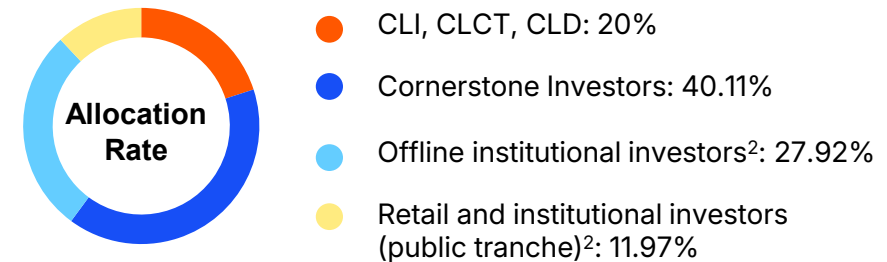 Allocation
Rate
CLI, CLCT, CLD: 20%
Cornerstone Investors: 40.11%
Offline institutional investors²: 27.92%
Retail and institutional investors
(public tranche)²: 11.97%